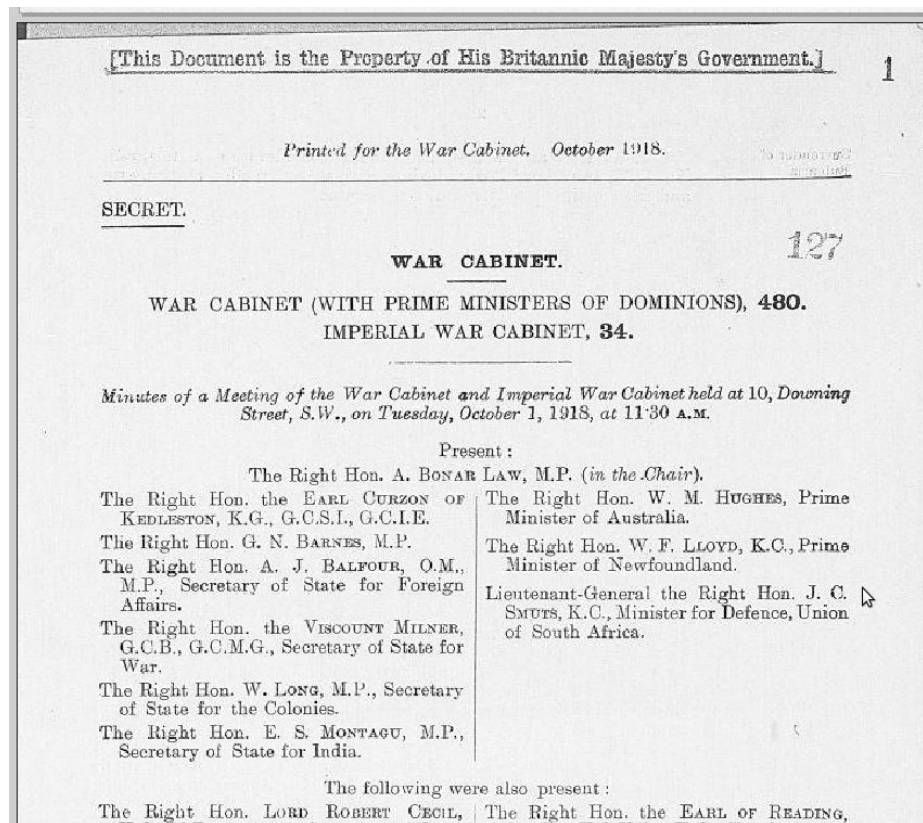 [This Document is the Property of His Britannic Majesty's Government.]
1
Printed for the War Cabinet. October 1918.
SECRET.
127
WAR CABINET.
WAR CABINET (WITH PRIME MINISTERS OF DOMINIONS), 480.
IMPERIAL WAR CABINET, 34.
Minutes of a Meeting of the War Cabinet and Imperial War Cabinet held at 10, Downing
Street, S.W., on Tuesday, October 1, 1918, at 11·30 A.M.
Present:
The Right Hon. A. BONAR LAW, M.P. (in the Chair).
The Right Hon. the EARL CURZON OF
KEDLESTON, K.G., G.C.S.I., G.C.I.E.
The Right Hon. G. N. BARNES, M.P.
The Right Hon. A. J. BALFOUR, O.M.,
M.P., Secretary of State for Foreign
Affairs.
The Right Hon. the VISCOUNT MILNER,
G.C.B., G.C.M.G., Secretary of State for
War.
The Right Hon. W. LONG, M.P., Secretary
of State for the Colonies.
The Right Hon. E. S. MONTAGU, M.P.,
Secretary of State for India.
The Right Hon. W. M. HUGHES, Prime
Minister of Australia.
The Right Hon. W. F. LLOYD, K.C., Prime
Minister of Newfoundland.
Lieutenant-General the Right Hon. J. C.
SMUTS, K.C., Minister for Defence, Union
of South Africa.
The following were also present:
The Right Hon. LORD ROBERT CECIL,
The Right Hon. the EARL OF READING,